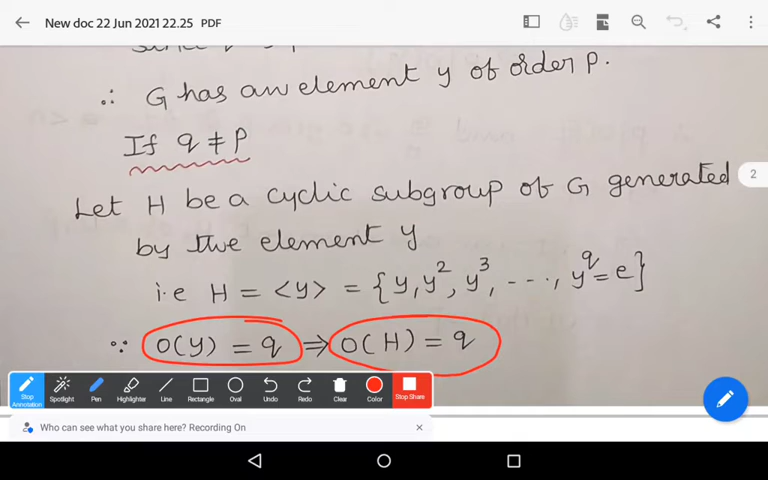 New doc 22 Jun 2021 22.25 PDF
∴ G has an element y of order p.
If q ≠ p
Let H be a cyclic subgroup of G generated
2
by the element y
i.e H = <y> = {y, y², y³, ---, y^q = e}
∵ O(y) = q ⇒ O(H) = q
Stop Annotation Spotlight Pen Highlighter Line Rectangle Oval Undo Redo Clear Color Stop Share
Who can see what you share here? Recording On